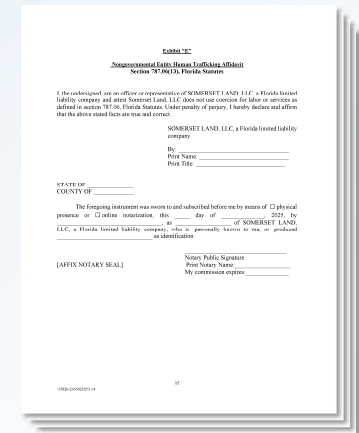 Exhibit "E"
Nongovernmental Entity Human Trafficking Affidavit
Section 787.06(13), Florida Statutes
I, the undersigned, am an officer or representative of SOMERSET LAND, LLC, a Florida limited
liability company and attest Somerset Land, LLC does not use coercion for labor or services as
defined in section 787.06, Florida Statutes. Under penalty of perjury, I hereby declare and affirm
that the above stated facts are true and correct.
SOMERSET LAND, LLC, a Florida limited liability
company
By:
Print Name:
Print Title:
STATE OF
COUNTY OF
The foregoing instrument was sworn to and subscribed before me by means of ☐ physical
presence or ☐ online notarization, this ____ day of ____ 2025, by
____, as ____ of SOMERSET LAND,
LLC, a Florida limited liability company, who is personally known to me, or produced
____ as identification
Notary Public Signature
[AFFIX NOTARY SEAL] Print Notary Name:
My commission expires:
37